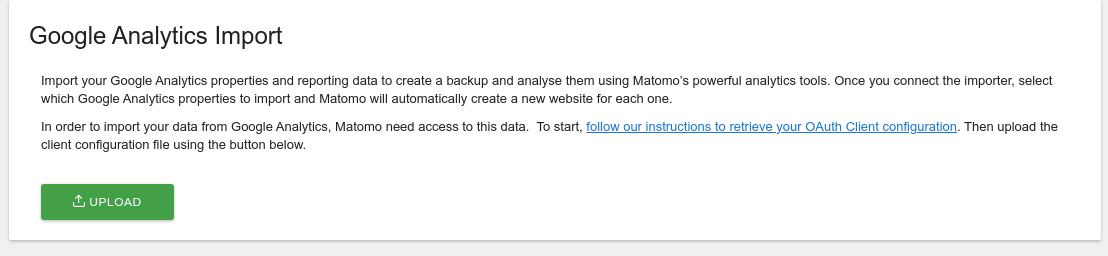 Google Analytics Import
Import your Google Analytics properties and reporting data to create a backup and analyse them using Matomo's powerful analytics tools. Once you connect the importer, select
which Google Analytics properties to import and Matomo will automatically create a new website for each one.
In order to import your data from Google Analytics, Matomo need access to this data.  To start, follow our instructions to retrieve your OAuth Client configuration. Then upload the
client configuration file using the button below.
UPLOAD